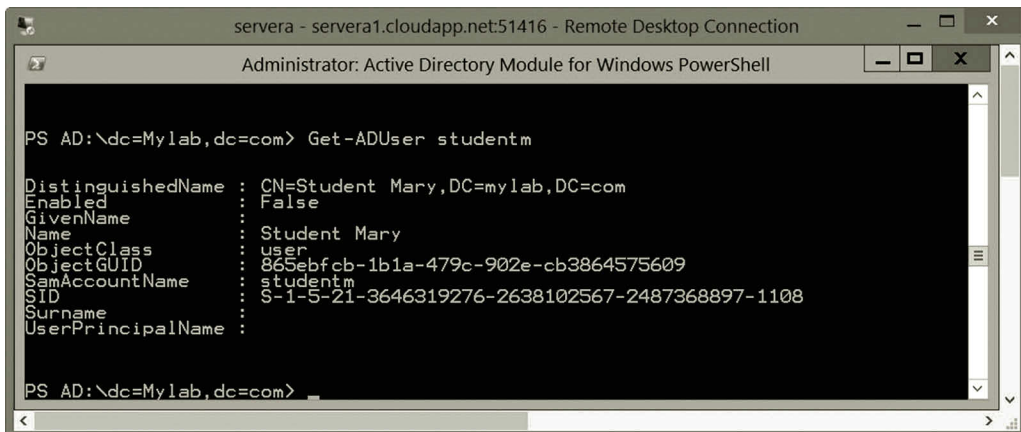 servera - servera1.cloudapp.net:51416 - Remote Desktop Connection
Administrator: Active Directory Module for Windows PowerShell
PS AD:\dc=Mylab,dc=com> Get-ADUser studentm
DistinguishedName : CN=Student Mary,DC=mylab,DC=com
Enabled : False
GivenName :
Name : Student Mary
ObjectClass : user
ObjectGUID : 865ebfcb-1b1a-479c-902e-cb3864575609
SamAccountName : studentm
SID : S-1-5-21-3646319276-2638102567-2487368897-1108
Surname :
UserPrincipalName :
PS AD:\dc=Mylab,dc=com> _